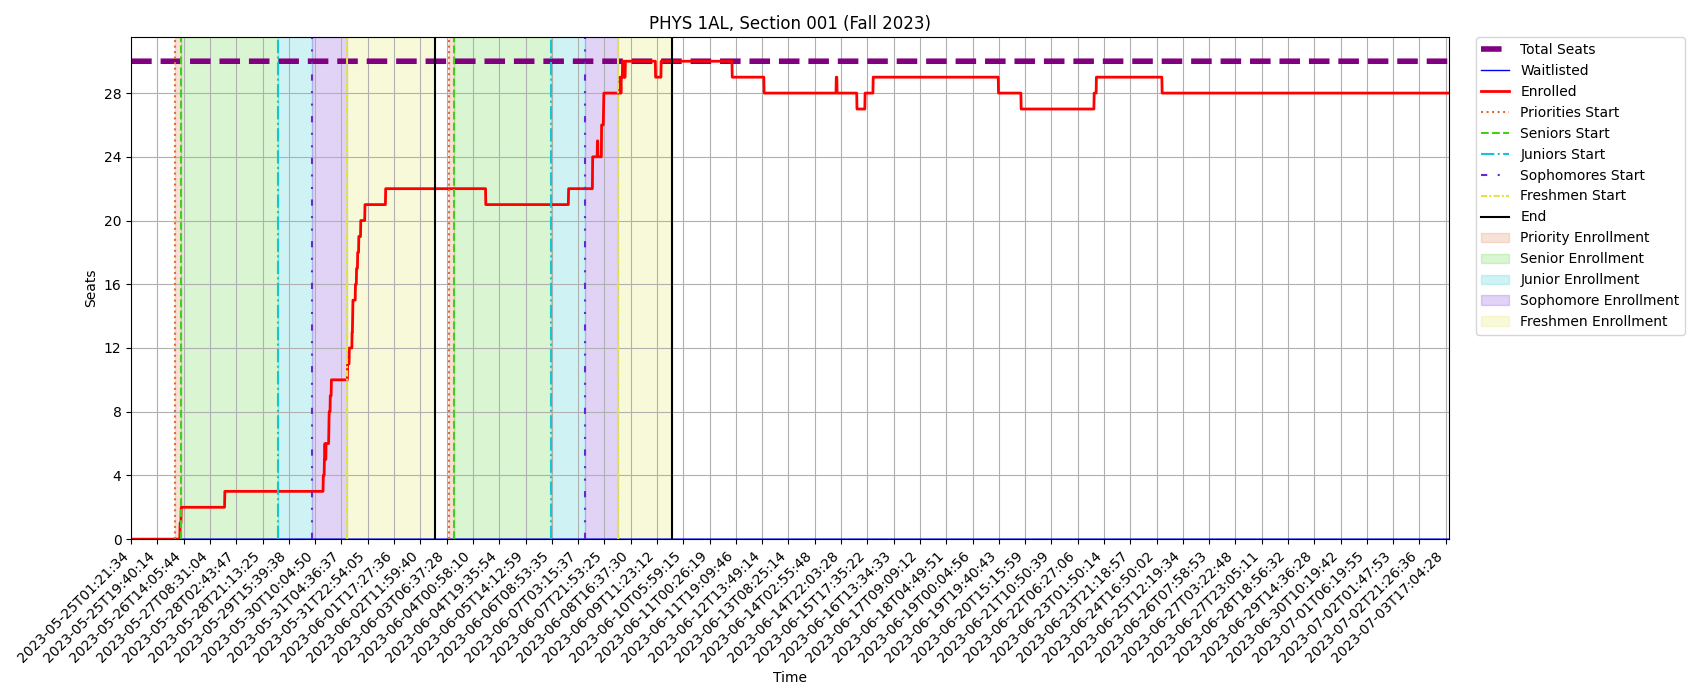 PHYS 1AL, Section 001 (Fall 2023)
Total Seats
Waitlisted
Enrolled
Priorities Start
Seniors Start
Juniors Start
Sophomores Start
Freshmen Start
End
Priority Enrollment
Senior Enrollment
Junior Enrollment
Sophomore Enrollment
Freshmen Enrollment
Seats
28
24
20
16
12
8
4
0
2023-05-25T01:21:34
2023-05-25T19:40:14
2023-05-26T14:05:44
2023-05-27T08:31:04
2023-05-28T02:43:47
2023-05-28T21:13:25
2023-05-29T15:39:38
2023-05-30T10:04:50
2023-05-31T04:36:37
2023-05-31T22:54:05
2023-06-01T17:27:36
2023-06-02T11:59:40
2023-06-03T06:37:28
2023-06-04T00:58:10
2023-06-04T19:35:54
2023-06-05T14:12:59
2023-06-06T08:53:35
2023-06-07T03:15:37
2023-06-07T21:53:25
2023-06-08T16:37:30
2023-06-09T11:23:12
2023-06-10T05:59:15
2023-06-11T00:26:19
2023-06-11T19:09:46
2023-06-12T13:49:14
2023-06-13T08:25:14
2023-06-14T02:55:48
2023-06-14T22:03:28
2023-06-15T17:35:22
2023-06-16T13:34:33
2023-06-17T09:09:12
2023-06-18T04:49:51
2023-06-19T00:04:56
2023-06-19T19:40:43
2023-06-20T15:15:59
2023-06-21T10:50:39
2023-06-22T06:27:06
2023-06-23T01:50:14
2023-06-23T21:18:57
2023-06-24T16:50:02
2023-06-25T12:19:34
2023-06-26T07:58:53
2023-06-27T03:22:48
2023-06-27T23:05:11
2023-06-28T18:56:32
2023-06-29T14:36:28
2023-06-30T10:19:42
2023-07-01T06:19:55
2023-07-02T01:47:53
2023-07-02T21:26:36
2023-07-03T17:04:28
Time